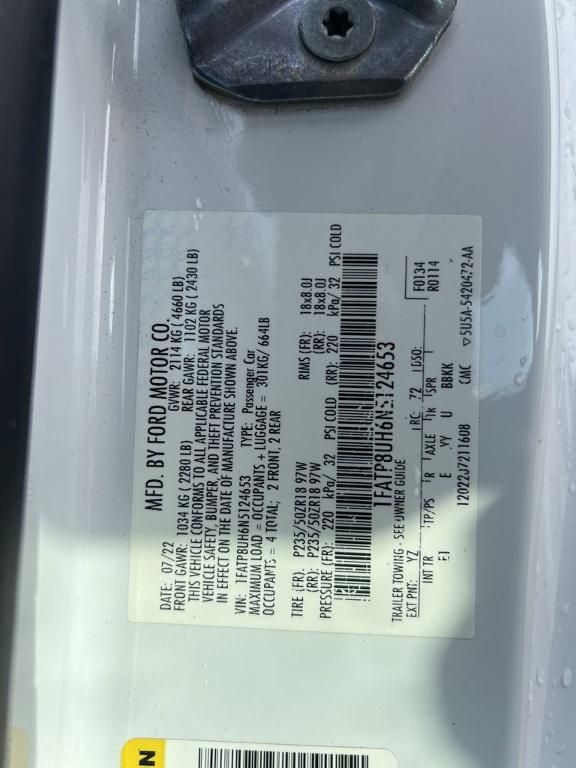 MFD. BY FORD MOTOR CO.
DATE: 07/22 GVWR: 2114 KG ( 4660 LB)
FRONT GAWR: 1034 KG ( 2280 LB) REAR GAWR: 1102 KG ( 2430 LB)
THIS VEHICLE CONFORMS TO ALL APPLICABLE FEDERAL MOTOR
VEHICLE SAFETY, BUMPER, AND THEFT PREVENTION STANDARDS
IN EFFECT ON THE DATE OF MANUFACTURE SHOWN ABOVE.
VIN: 1FATP8UH6N5124653 TYPE: Passenger Car
MAXIMUM LOAD = OCCUPANTS + LUGGAGE = 301KG/ 664LB
OCCUPANTS = 4 TOTAL; 2 FRONT, 2 REAR
TIRE (FR): P235/50ZR18 97W RIMS (FR): 18x8.0J
(RR): P235/50ZR18 97W (RR): 18x8.0J
PRESSURE (FR): 220 kPa/ 32 PSI COLD (RR): 220 kPa/ 32 PSI COLD
1FATP8UH6N5124653
TRAILER TOWING - SEE OWNER GUIDE
EXT PNT: YZ RC: 72 DSO: F0134
R0114
INT TR TP/PS R AXLE TR SPR
YY U BBKK
12022J7211608 CMC ▽5U5A-5420472-AA
N